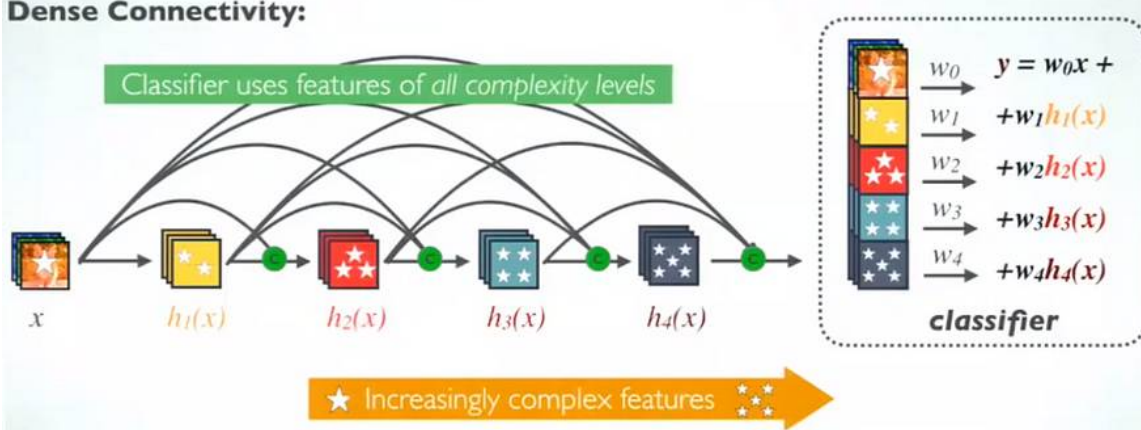 Dense Connectivity:
Classifier uses features of all complexity levels
C
C
C
C
x
h₁(x)
h₂(x)
h₃(x)
h₄(x)
Increasingly complex features
w₀ y = w₀x +
w₁ +w₁h₁(x)
w₂ +w₂h₂(x)
w₃ +w₃h₃(x)
w₄ +w₄h₄(x)
classifier